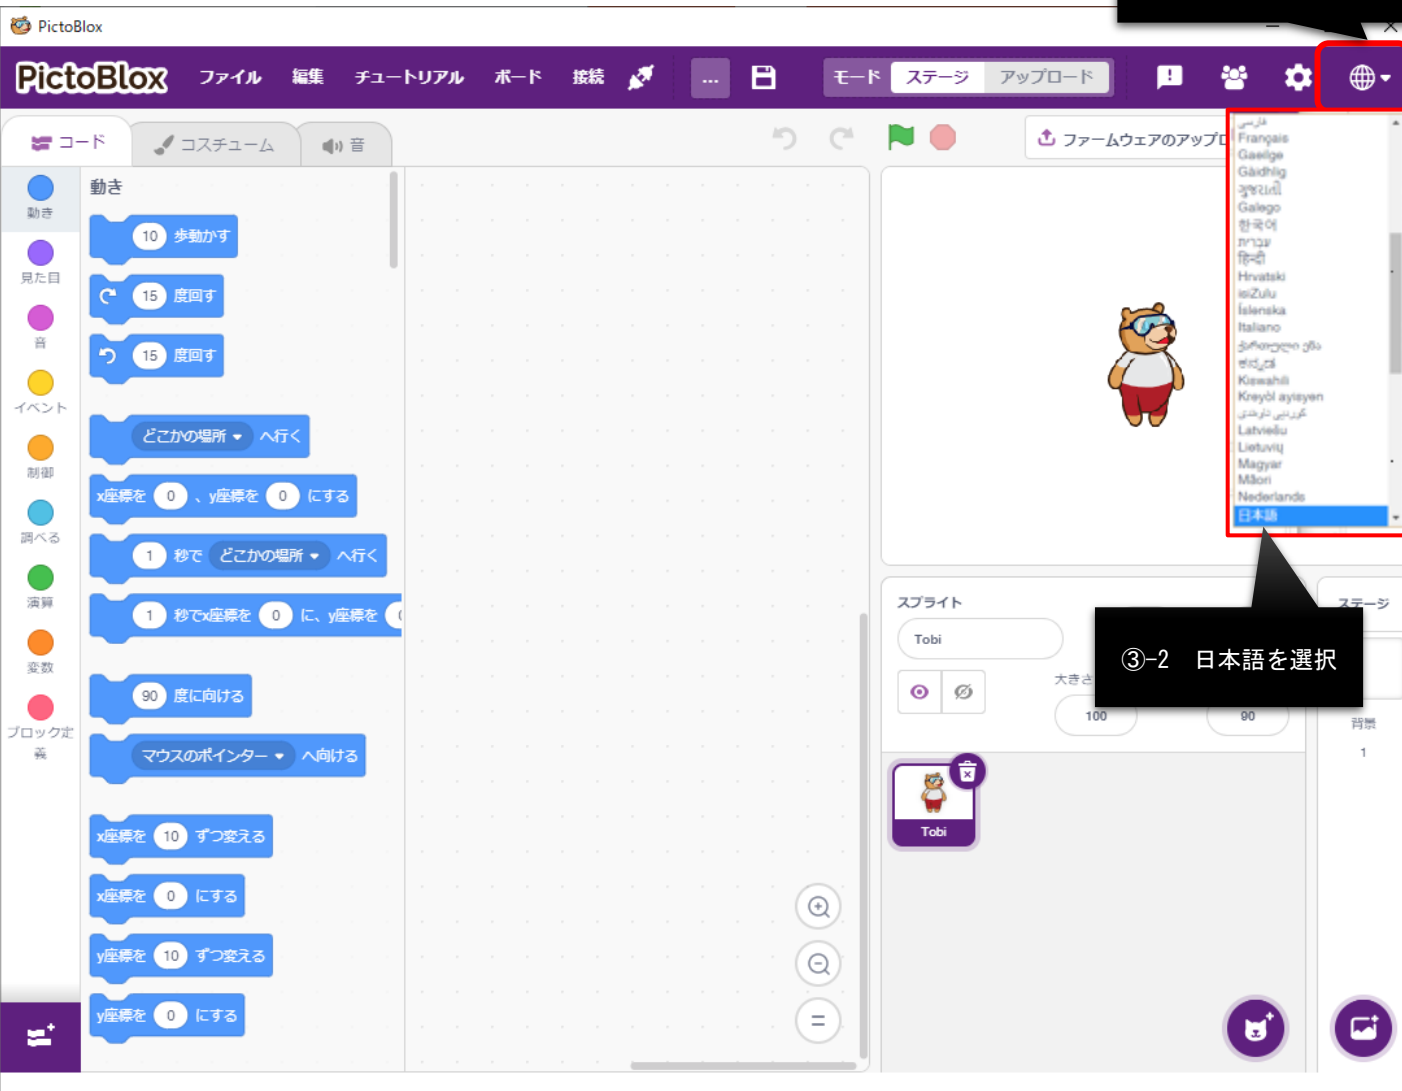 PictoBlox
PictoBlox ファイル 編集 チュートリアル ボード 接続 ... モード ステージ アップロード
コード コスチューム 音
ファームウェアのアップ
動き
見た目
音
イベント
制御
調べる
演算
変数
ブロック定
義
動き
10 歩動かす
15 度回す
15 度回す
どこかの場所 へ行く
x座標を 0 、y座標を 0 にする
1 秒で どこかの場所 へ行く
1 秒でx座標を 0 に、y座標を
90 度に向ける
マウスのポインター へ向ける
x座標を 10 ずつ変える
x座標を 0 にする
y座標を 10 ずつ変える
y座標を 0 にする
فارسی
Français
Gaeilge
Gàidhlig
ગુજરાતી
Galego
한국어
עברית
हिन्दी
Hrvatski
isiZulu
Íslenska
Italiano
ქართული ენა
Kiswahili
Kreyòl ayisyen
Latviešu
Lietuvių
Magyar
Māori
Nederlands
日本語
③-2 日本語を選択
スプライト
Tobi
大きさ
100
90
Tobi
ステージ
背景
1